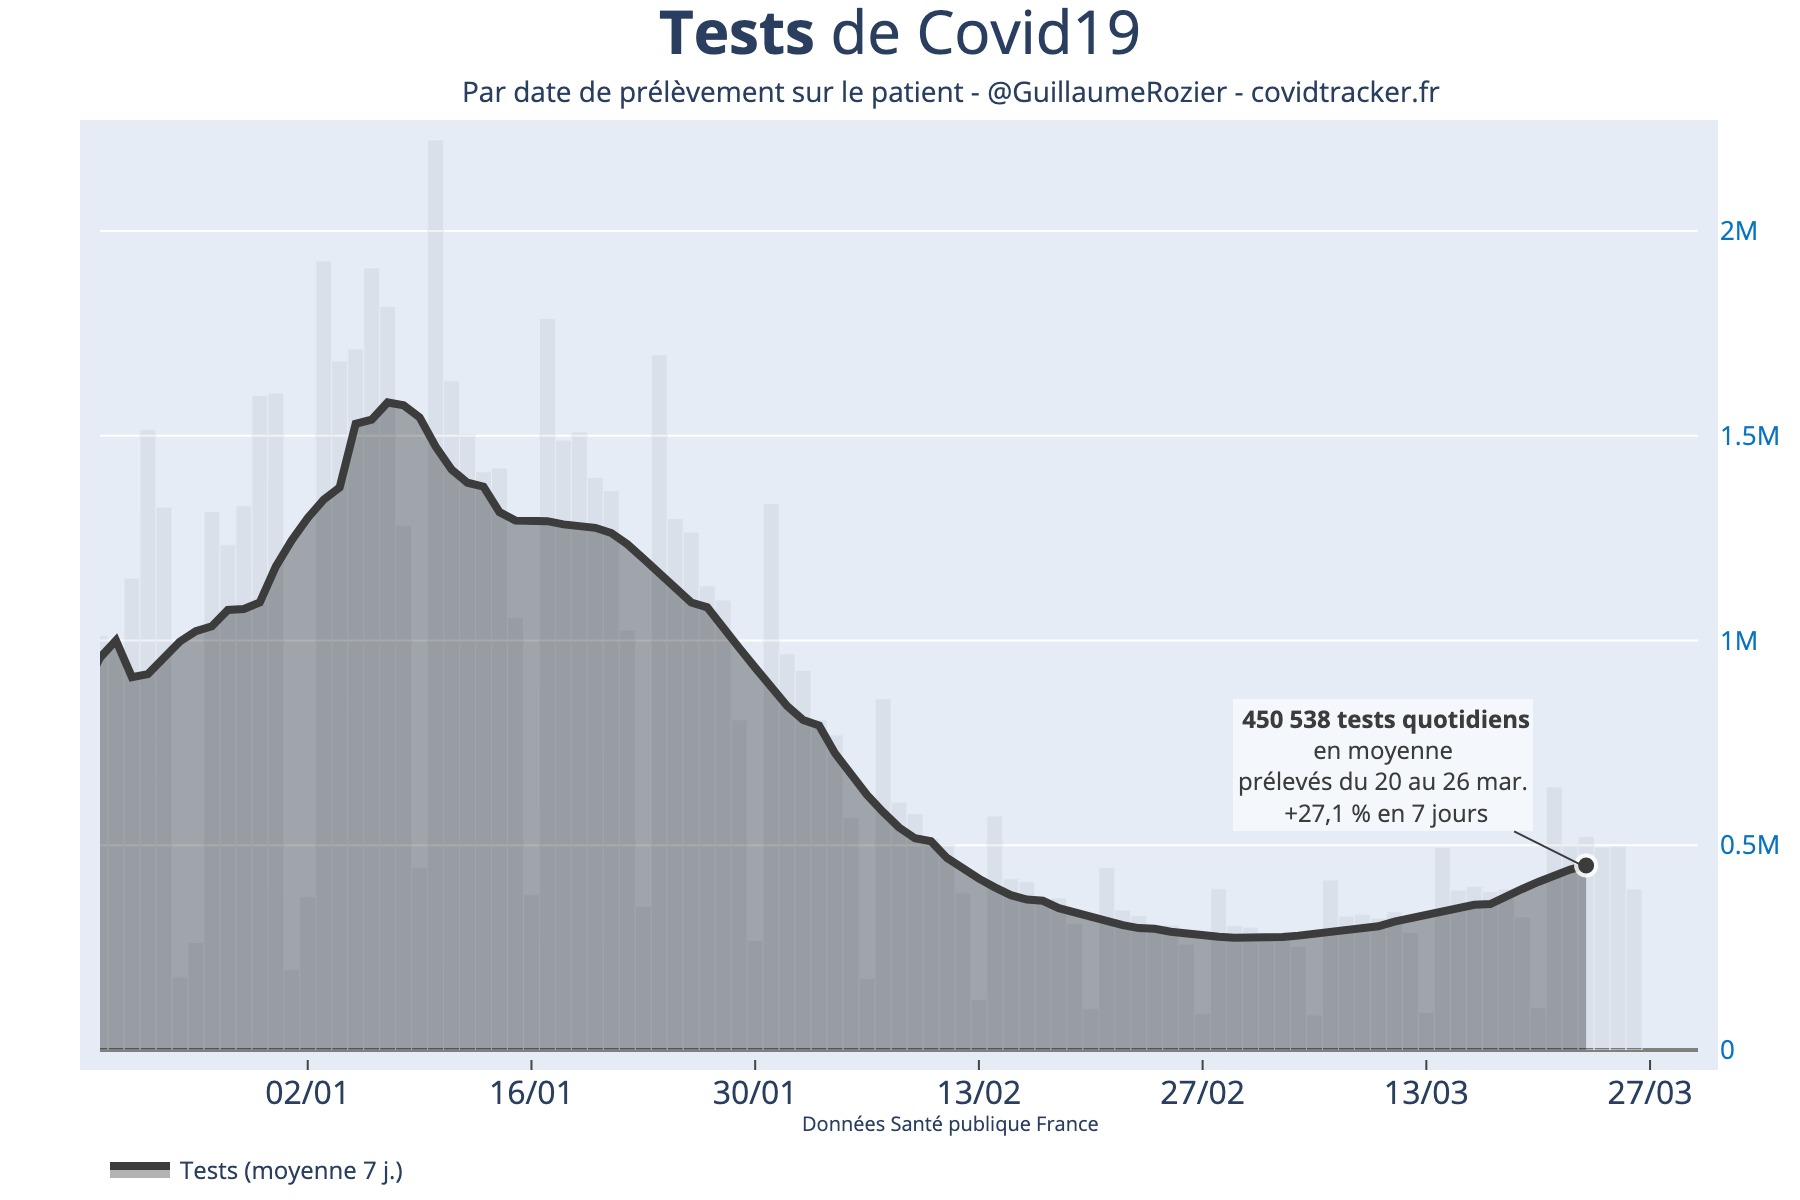 Tests de Covid19
Par date de prélèvement sur le patient - @GuillaumeRozier - covidtracker.fr
2M
1.5M
1M
450 538 tests quotidiens
en moyenne
prélevés du 20 au 26 mar.
+27,1 % en 7 jours
0.5M
0
02/01 16/01 30/01 13/02 27/02 13/03 27/03
Données Santé publique France
Tests (moyenne 7 j.)